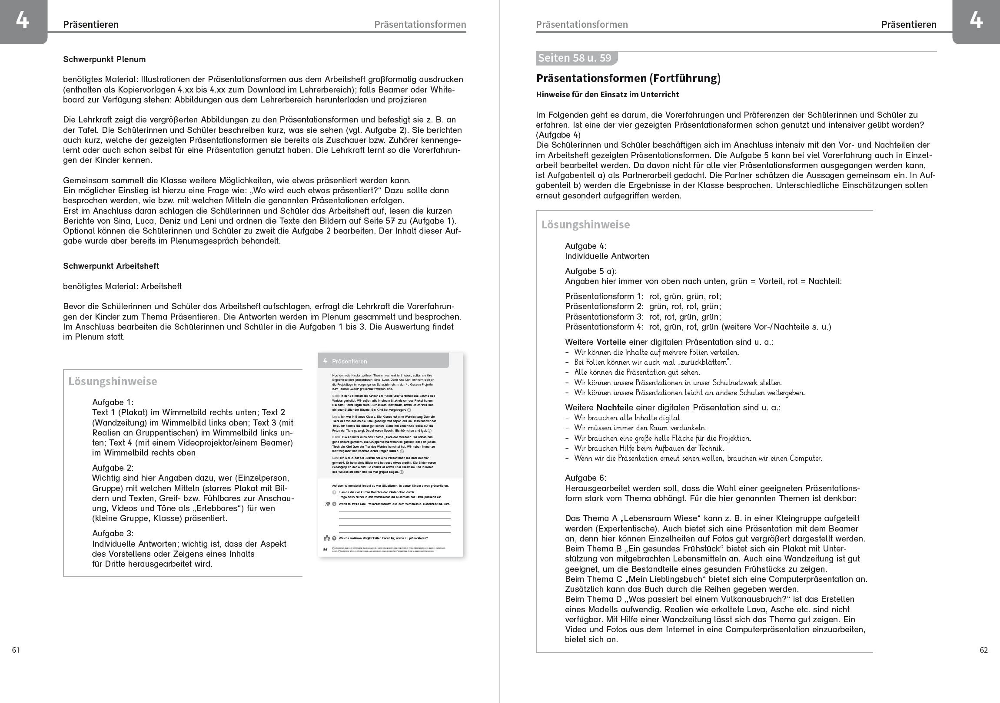 4
Präsentieren
Präsentationsformen
Schwerpunkt Plenum
benötigtes Material: Illustrationen der Präsentationsformen aus dem Arbeitsheft großformatig ausdrucken
(enthalten als Kopiervorlagen 4.xx bis 4.xx zum Download im Lehrerbereich); falls Beamer oder White-
board zur Verfügung stehen: Abbildungen aus dem Lehrerbereich herunterladen und projizieren
Die Lehrkraft zeigt die vergrößerten Abbildungen zu den Präsentationsformen und befestigt sie z. B. an
der Tafel. Die Schülerinnen und Schüler beschreiben kurz, was sie sehen (vgl. Aufgabe 2). Sie berichten
auch kurz, welche der gezeigten Präsentationsformen sie bereits als Zuschauer bzw. Zuhörer kennenge-
lernt oder auch schon selbst für eine Präsentation genutzt haben. Die Lehrkraft lernt so die Vorerfahrun-
gen der Kinder kennen.
Gemeinsam sammelt die Klasse weitere Möglichkeiten, wie etwas präsentiert werden kann.
Ein möglicher Einstieg ist hierzu eine Frage wie: „Wo wird euch etwas präsentiert?“ Dazu sollte dann
besprochen werden, wie bzw. mit welchen Mitteln die genannten Präsentationen erfolgen.
Erst im Anschluss daran schlagen die Schülerinnen und Schüler das Arbeitsheft auf, lesen die kurzen
Berichte von Sina, Luca, Deniz und Leni und ordnen die Texte den Bildern auf Seite 57 zu (Aufgabe 1).
Optional können die Schülerinnen und Schüler zu zweit die Aufgabe 2 bearbeiten. Der Inhalt dieser Auf-
gabe wurde aber bereits im Plenumsgespräch behandelt.
Schwerpunkt Arbeitsheft
benötigtes Material: Arbeitsheft
Bevor die Schülerinnen und Schüler das Arbeitsheft aufschlagen, erfragt die Lehrkraft die Vorerfahrun-
gen der Kinder zum Thema Präsentieren. Die Antworten werden im Plenum gesammelt und besprochen.
Im Anschluss bearbeiten die Schülerinnen und Schüler in die Aufgaben 1 bis 3. Die Auswertung findet
im Plenum statt.
Lösungshinweise
Aufgabe 1:
Text 1 (Plakat) im Wimmelbild rechts unten; Text 2
(Wandzeitung) im Wimmelbild links oben; Text 3 (mit
Realien an Gruppentischen) im Wimmelbild links un-
ten; Text 4 (mit einem Videoprojektor/einem Beamer)
im Wimmelbild rechts oben
Aufgabe 2:
Wichtig sind hier Angaben dazu, wer (Einzelperson,
Gruppe) mit welchen Mitteln (starres Plakat mit Bil-
dern und Texten, Greif- bzw. Fühlbares zur Anschau-
ung, Videos und Töne als „Erlebbares“) für wen
(kleine Gruppe, Klasse) präsentiert.
Aufgabe 3:
Individuelle Antworten; wichtig ist, dass der Aspekt
des Vorstellens oder Zeigens eines Inhalts
für Dritte herausgearbeitet wird.
4 Präsentieren
Nachdem die Kinder zu ihren Themen recherchiert haben, sollen sie ihre
Ergebnisse kurz präsentieren. Sina, Luca, Deniz und Leni erinnern sich an
die Projekttage im vergangenen Schuljahr, als in den 4. Klassen Projekte
zum Thema „Wald“ präsentiert worden sind.
Sina: In der 4a hatten die Kinder ein Plakat über verschiedene Bäume des
Waldes gestaltet. Wir saßen alle in einem Sitzkreis um das Plakat herum.
Bei dem Plakat lagen auch Bucheckern, Kastanien, etwas Baumrinde und
ein paar Blätter der Bäume. Ein Kind hat vorgetragen. 1
Luca: Ich war in Elenas Klasse. Die Klasse hat eine Wandzeitung über die
Tiere des Waldes an die Tafel gehängt. Wir saßen alle im Halbkreis vor der
Tafel. Ich konnte die Bilder gut sehen. Elena hat erklärt und dabei auf die
Fotos der Tiere gezeigt. Dabei waren Specht, Eichhörnchen und Igel. 2
Deniz: Die 4c hatte auch das Thema „Tiere des Waldes“. Die haben das
ganz anders gemacht. Die Gruppentische waren so gestellt, dass an jedem
Tisch ein Kind über ein Tier des Waldes berichtet hat. Wir haben immer zu
fünft zugehört und konnten direkt Fragen stellen. 3
Leni: Ich war in der 4d. Steven hat eine Präsentation mit dem Beamer
gemacht. Er hatte viele Bilder und hat dazu etwas erzählt. Die Bilder waren
riesengroß an der Wand. So konnte er etwas über Kleintiere und Insekten
des Waldes erzählen und sie viel größer zeigen. 4
Auf dem Wimmelbild findest du vier Situationen, in denen Kinder etwas präsentieren.
1 Lies dir die vier kurzen Berichte der Kinder oben durch.
Trage dann rechts in das Wimmelbild die Nummern der Texte passend ein.
2 Wählt zu zweit eine Präsentationsform aus dem Wimmelbild. Beschreibt sie kurz.
3 Welche weiteren Möglichkeiten kennt ihr, etwas zu präsentieren?
56
61
Präsentationsformen
Präsentieren
4
Seiten 58 u. 59
Präsentationsformen (Fortführung)
Hinweise für den Einsatz im Unterricht
Im Folgenden geht es darum, die Vorerfahrungen und Präferenzen der Schülerinnen und Schüler zu
erfahren. Ist eine der vier gezeigten Präsentationsformen schon genutzt und intensiver geübt worden?
(Aufgabe 4)
Die Schülerinnen und Schüler beschäftigen sich im Anschluss intensiv mit den Vor- und Nachteilen der
im Arbeitsheft gezeigten Präsentationsformen. Die Aufgabe 5 kann bei viel Vorerfahrung auch in Einzel-
arbeit bearbeitet werden. Da davon nicht für alle vier Präsentationsformen ausgegangen werden kann,
ist Aufgabenteil a) als Partnerarbeit gedacht. Die Partner schätzen die Aussagen gemeinsam ein. In Auf-
gabenteil b) werden die Ergebnisse in der Klasse besprochen. Unterschiedliche Einschätzungen sollen
erneut gesondert aufgegriffen werden.
Lösungshinweise
Aufgabe 4:
Individuelle Antworten
Aufgabe 5 a):
Angaben hier immer von oben nach unten, grün = Vorteil, rot = Nachteil:
Präsentationsform 1: rot, grün, grün, rot;
Präsentationsform 2: grün, rot, rot, grün;
Präsentationsform 3: rot, rot, grün, grün;
Präsentationsform 4: rot, grün, rot, grün (weitere Vor-/Nachteile s. u.)
Weitere Vorteile einer digitalen Präsentation sind u. a.:
– Wir können die Inhalte auf mehrere Folien verteilen.
– Bei Folien können wir auch mal „zurückblättern“.
– Alle können die Präsentation gut sehen.
– Wir können unsere Präsentationen in unser Schulnetzwerk stellen.
– Wir können unsere Präsentationen leicht an andere Schulen weitergeben.
Weitere Nachteile einer digitalen Präsentation sind u. a.:
– Wir brauchen alle Inhalte digital.
– Wir müssen immer den Raum verdunkeln.
– Wir brauchen eine große helle Fläche für die Projektion.
– Wir brauchen Hilfe beim Aufbauen der Technik.
– Wenn wir die Präsentation erneut sehen wollen, brauchen wir einen Computer.
Aufgabe 6:
Herausgearbeitet werden soll, dass die Wahl einer geeigneten Präsentations-
form stark vom Thema abhängt. Für die hier genannten Themen ist denkbar:
Das Thema A „Lebensraum Wiese“ kann z. B. in einer Kleingruppe aufgeteilt
werden (Expertentische). Auch bietet sich eine Präsentation mit dem Beamer
an, denn hier können Einzelheiten auf Fotos gut vergrößert dargestellt werden.
Beim Thema B „Ein gesundes Frühstück“ bietet sich ein Plakat mit Unter-
stützung von mitgebrachten Lebensmitteln an. Auch eine Wandzeitung ist gut
geeignet, um die Bestandteile eines gesunden Frühstücks zu zeigen.
Beim Thema C „Mein Lieblingsbuch“ bietet sich eine Computerpräsentation an.
Zusätzlich kann das Buch durch die Reihen gegeben werden.
Beim Thema D „Was passiert bei einem Vulkanausbruch?“ ist das Erstellen
eines Modells aufwendig. Realien wie erkaltete Lava, Asche etc. sind nicht
verfügbar. Mit Hilfe einer Wandzeitung lässt sich das Thema gut zeigen. Ein
Video und Fotos aus dem Internet in eine Computerpräsentation einzuarbeiten,
bietet sich an.
62